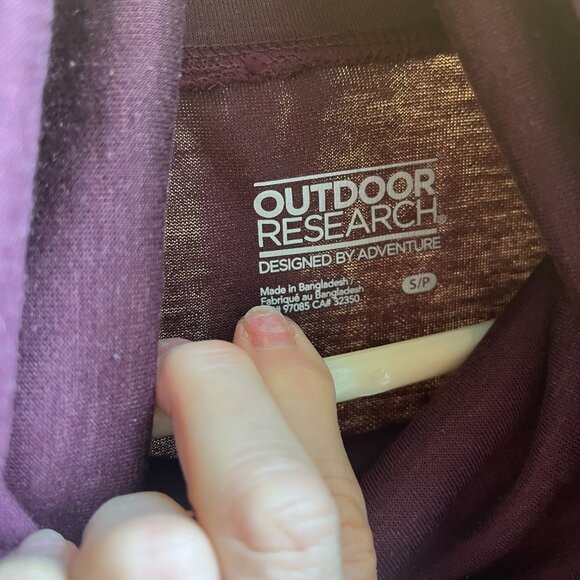 OUTDOOR
RESEARCH®
DESIGNED BY ADVENTURE
Made in Bangladesh /
Fabriqué au Bangladesh
97085 CA# 32350
S/P